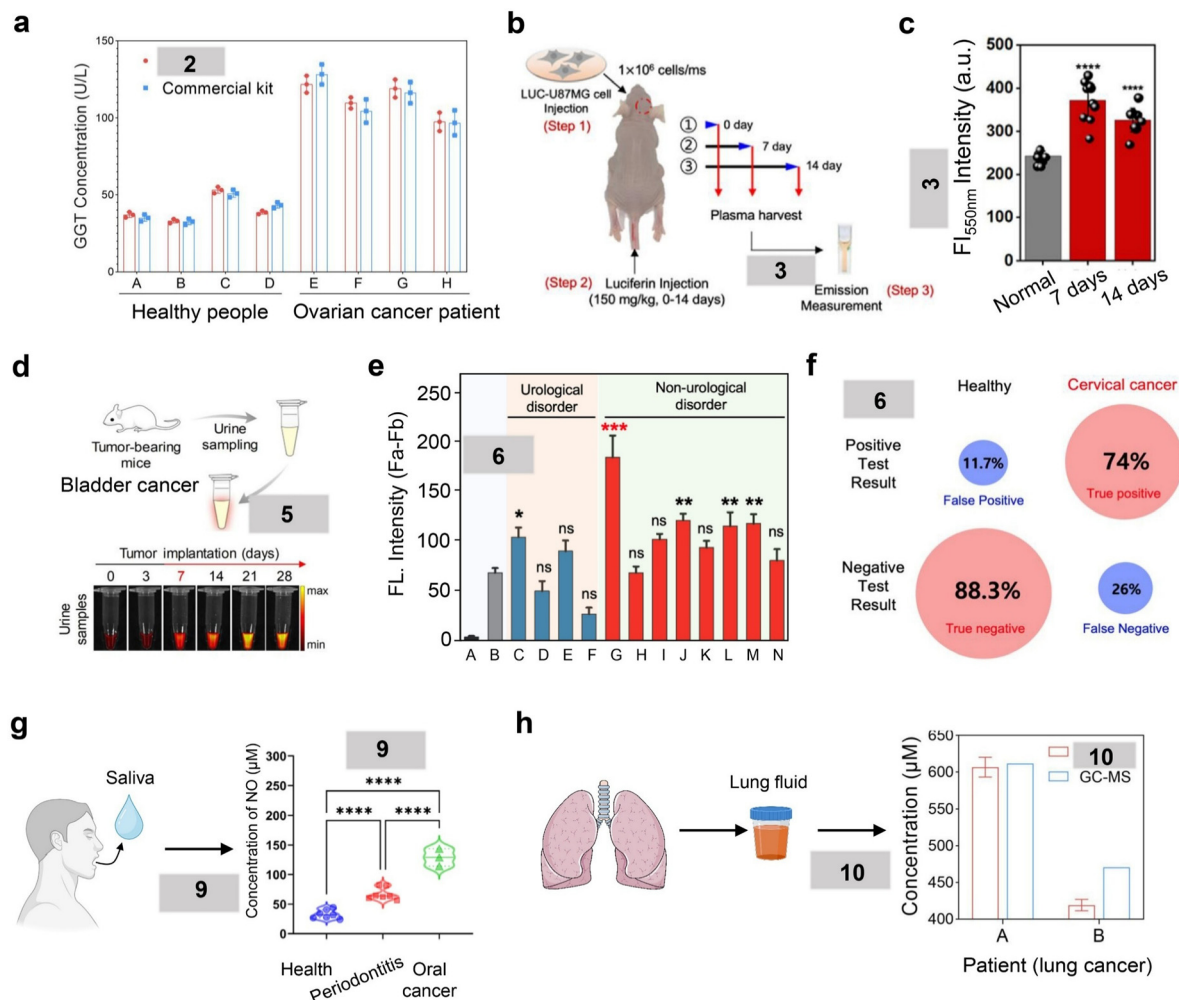 a
GGT Concentration (U/L)
150
100
50
0
2
Commercial kit
A B C D E F G H
Healthy people
Ovarian cancer patient
b
1×10⁶ cells/ms
LUC-U87MG cell
Injection
(Step 1)
① 0 day
② 7 day
③ 14 day
Plasma harvest
3
(Step 2)
Luciferin Injection
(150 mg/kg, 0-14 days)
Emission
Measurement
(Step 3)
c
3
FI550nm Intensity (a.u.)
500
400
300
200
100
0
****
****
Normal
7 days
14 days
d
Tumor-bearing
mice
Urine
sampling
Bladder cancer
5
Tumor implantation (days)
0 3 7 14 21 28
Urine
samples
max
min
e
FL. Intensity (Fa-Fb)
250
200
150
100
50
0
6
Urological
disorder
Non-urological
disorder
* ns ns ns *** ns ns ** ns ** ** ns
A B C D E F G H I J K L M N
f
6
Healthy
Cervical cancer
Positive
Test
Result
11.7%
False Positive
74%
True positive
Negative
Test
Result
88.3%
True negative
26%
False Negative
g
Saliva
9
9
Concentration of NO (μM)
300
250
200
150
100
50
0
****
**** ****
Health
Periodontitis
Oral
cancer
h
Lung fluid
10
Concentration (μM)
650
600
450
400
10
GC-MS
A B
Patient (lung cancer)